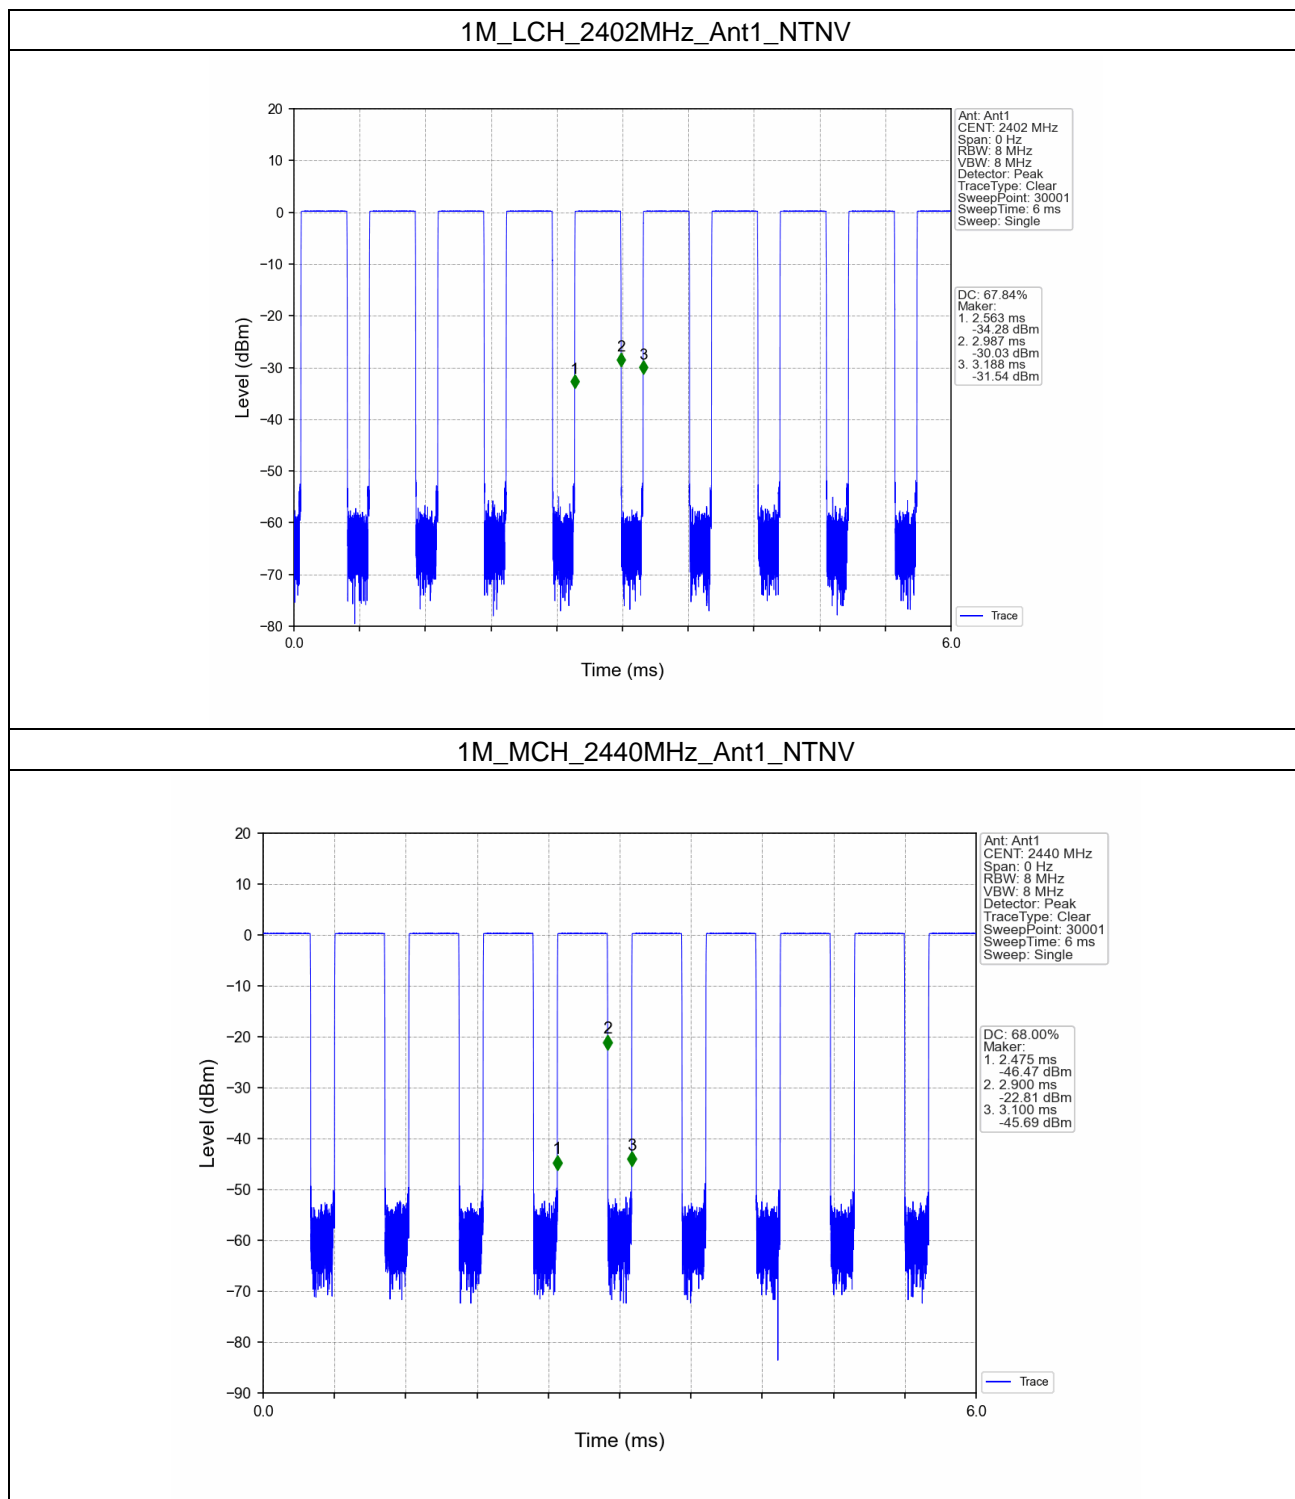 1M_LCH_2402MHz_Ant1_NTNV
20
10
0
−10
−20
−30
−40
−50
−60
−70
−80
Level (dBm)
1
2
3
0.0
6.0
Time (ms)
Ant: Ant1
CENT: 2402 MHz
Span: 0 Hz
RBW: 8 MHz
VBW: 8 MHz
Detector: Peak
TraceType: Clear
SweepPoint: 30001
SweepTime: 6 ms
Sweep: Single
DC: 67.84%
Maker:
1. 2.563 ms
-34.28 dBm
2. 2.987 ms
-30.03 dBm
3. 3.188 ms
-31.54 dBm
Trace
1M_MCH_2440MHz_Ant1_NTNV
20
10
0
−10
−20
−30
−40
−50
−60
−70
−80
−90
Level (dBm)
1
2
3
0.0
6.0
Time (ms)
Ant: Ant1
CENT: 2440 MHz
Span: 0 Hz
RBW: 8 MHz
VBW: 8 MHz
Detector: Peak
TraceType: Clear
SweepPoint: 30001
SweepTime: 6 ms
Sweep: Single
DC: 68.00%
Maker:
1. 2.475 ms
-46.47 dBm
2. 2.900 ms
-22.81 dBm
3. 3.100 ms
-45.69 dBm
Trace